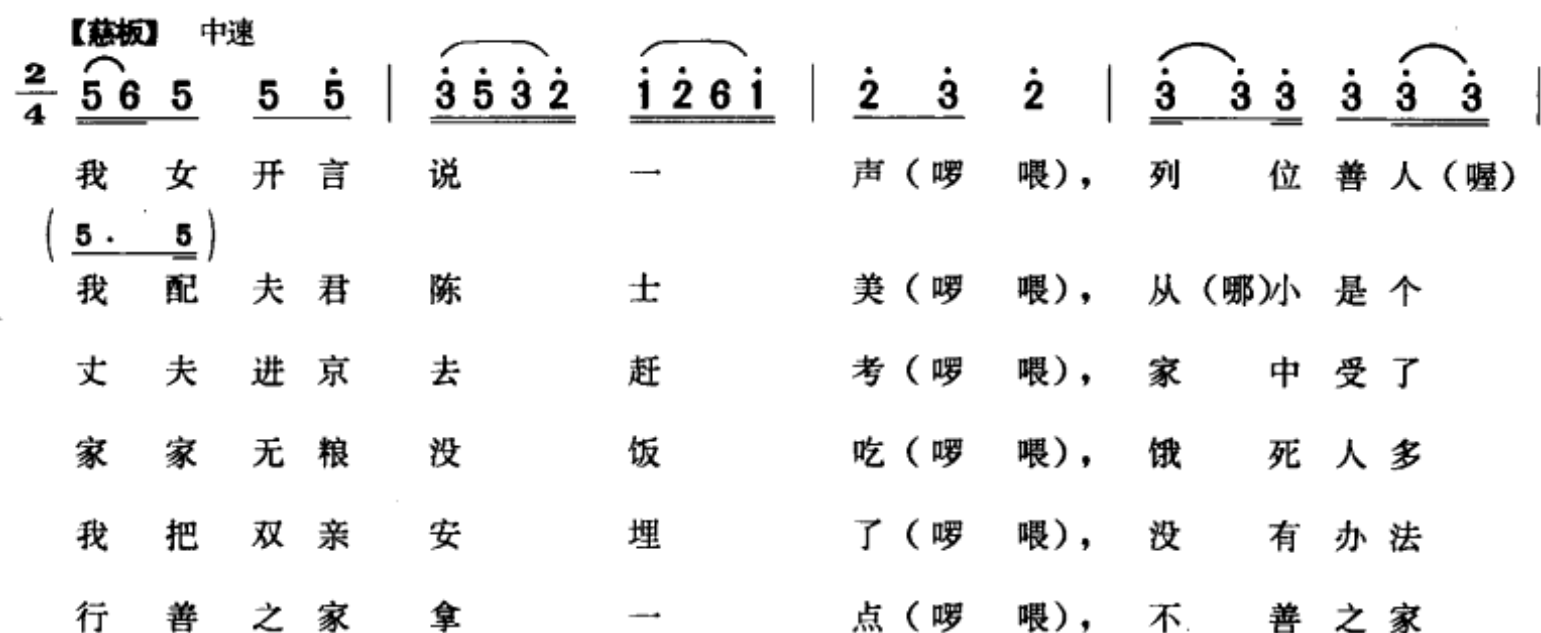 【慈板】 中速
2/4 5 6 5 5 5̇ | 3̇ 5̇ 3̇ 2̇ 1̇ 2̇ 6 1̇ | 2̇ 3̇ 2̇ | 3̇ 3̇ 3̇ 3̇ 3̇ 3̇ |
我 女 开 言 说 一 声（啰 喂），列 位 善 人（喔）
(5. 5)
我 配 夫 君 陈 士 美（啰 喂），从（哪）小 是 个
丈 夫 进 京 去 赶 考（啰 喂），家 中 受 了
家 家 无 粮 没 饭 吃（啰 喂），饿 死 人 多
我 把 双 亲 安 埋 了（啰 喂），没 有 办 法
行 善 之 家 拿 一 点（啰 喂），不 善 之 家